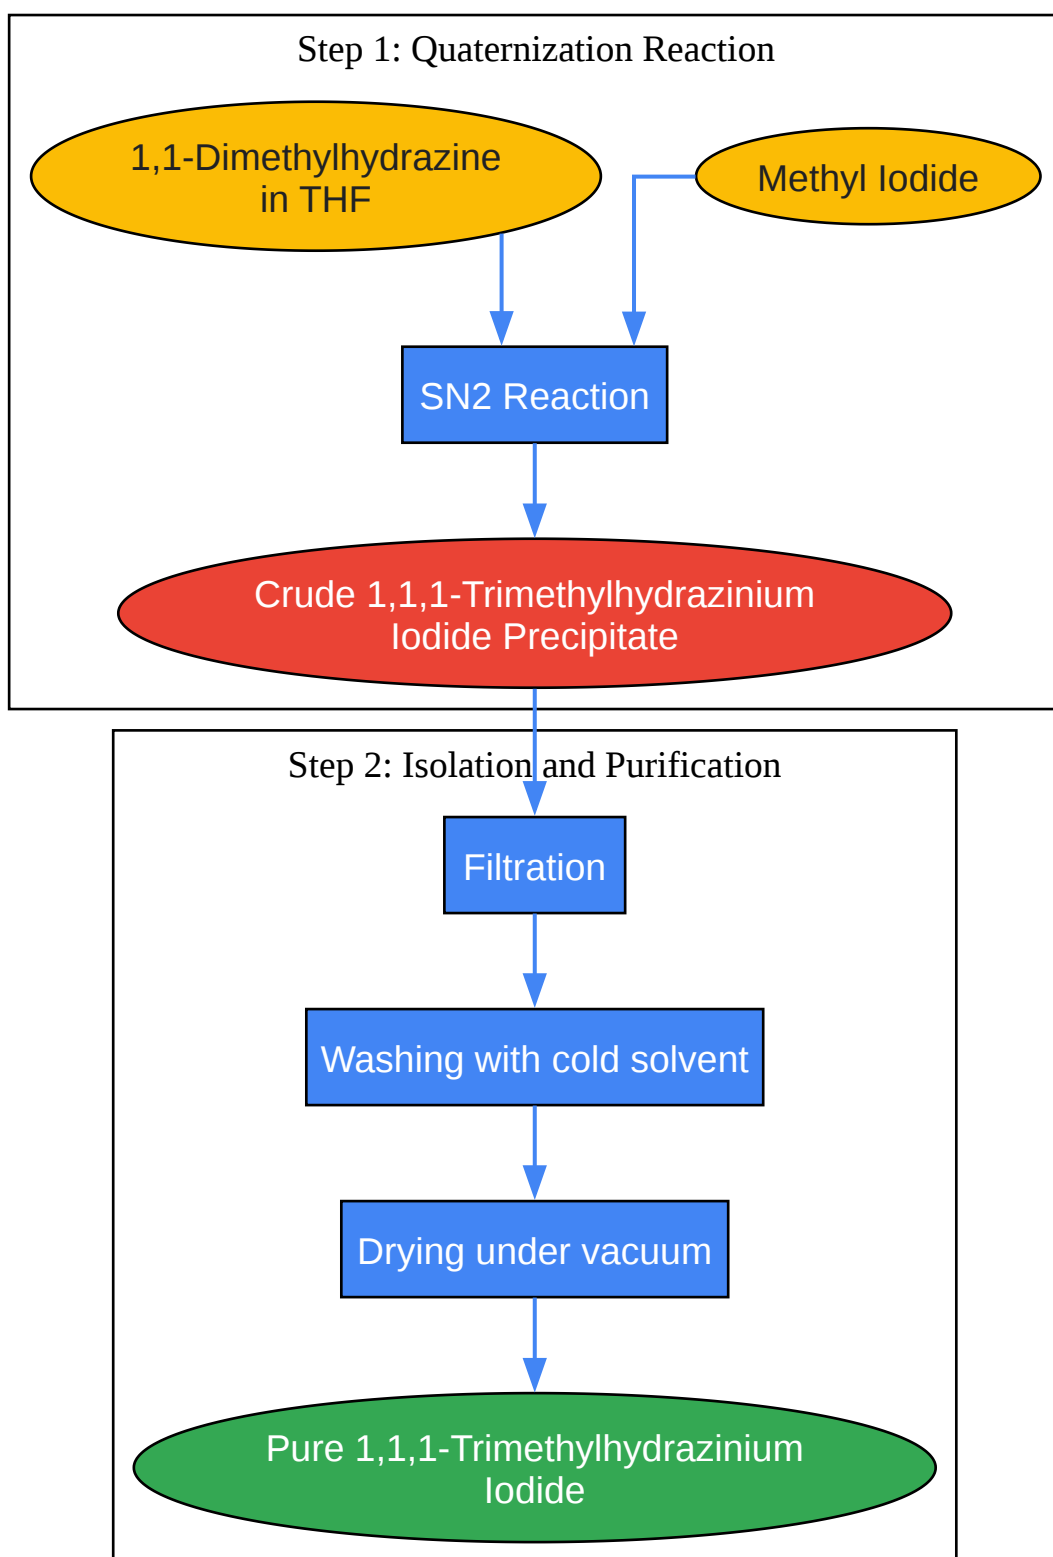 Step 1: Quaternization Reaction
1,1-Dimethylhydrazine
in THF
Methyl Iodide
SN2 Reaction
Crude 1,1,1-Trimethylhydrazinium
Iodide Precipitate
Step 2: Isolation and Purification
Filtration
Washing with cold solvent
Drying under vacuum
Pure 1,1,1-Trimethylhydrazinium
Iodide